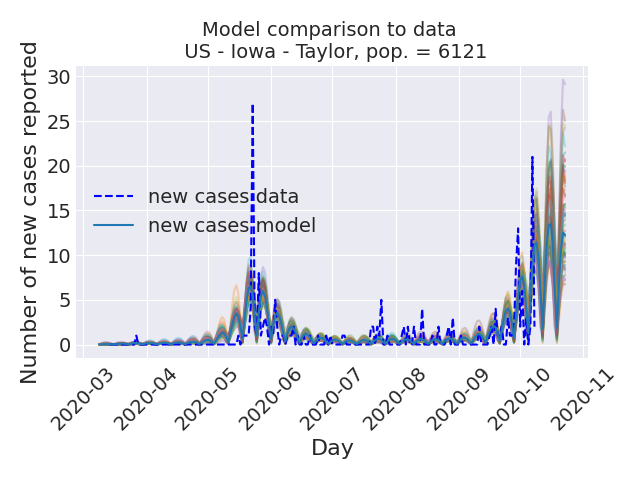 Model comparison to data
US - Iowa - Taylor, pop. = 6121
Number of new cases reported
30
25
20
15
10
5
0
new cases data
new cases model
2020-03
2020-04
2020-05
2020-06
2020-07
2020-08
2020-09
2020-10
2020-11
Day